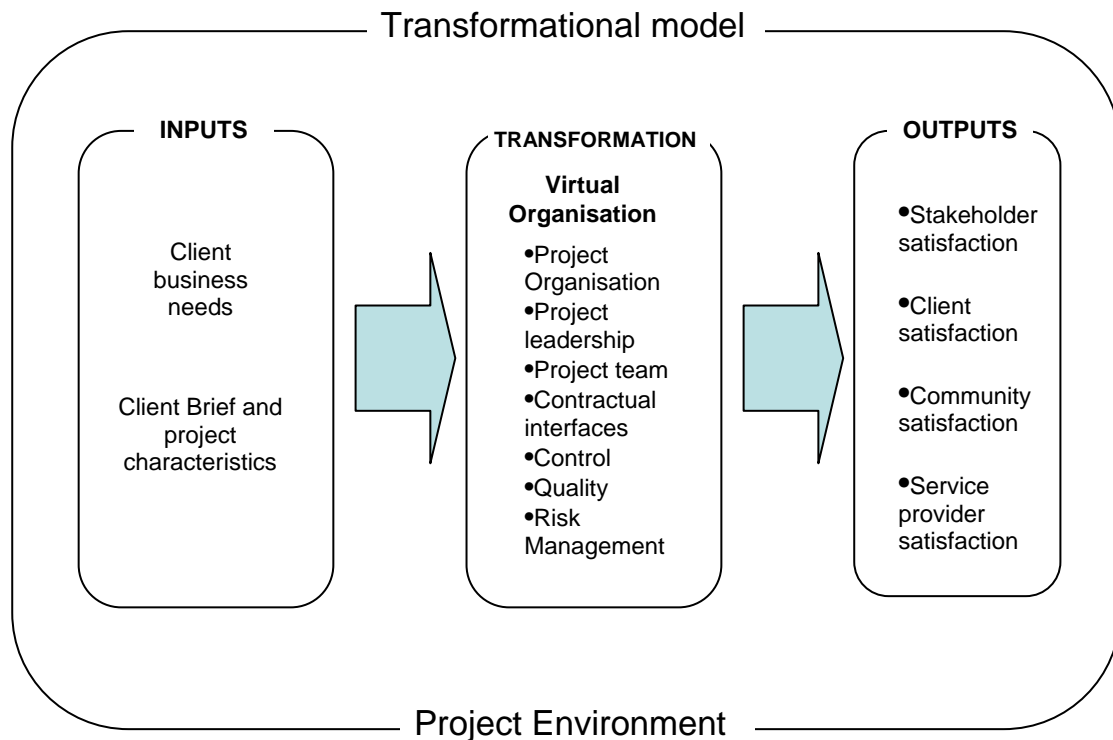 Transformational model
INPUTS
Client
business
needs
Client Brief and
project
characteristics
TRANSFORMATION
Virtual
Organisation
•Project
Organisation
•Project
leadership
•Project team
•Contractual
interfaces
•Control
•Quality
•Risk
Management
OUTPUTS
•Stakeholder
satisfaction
•Client
satisfaction
•Community
satisfaction
•Service
provider
satisfaction
Project Environment